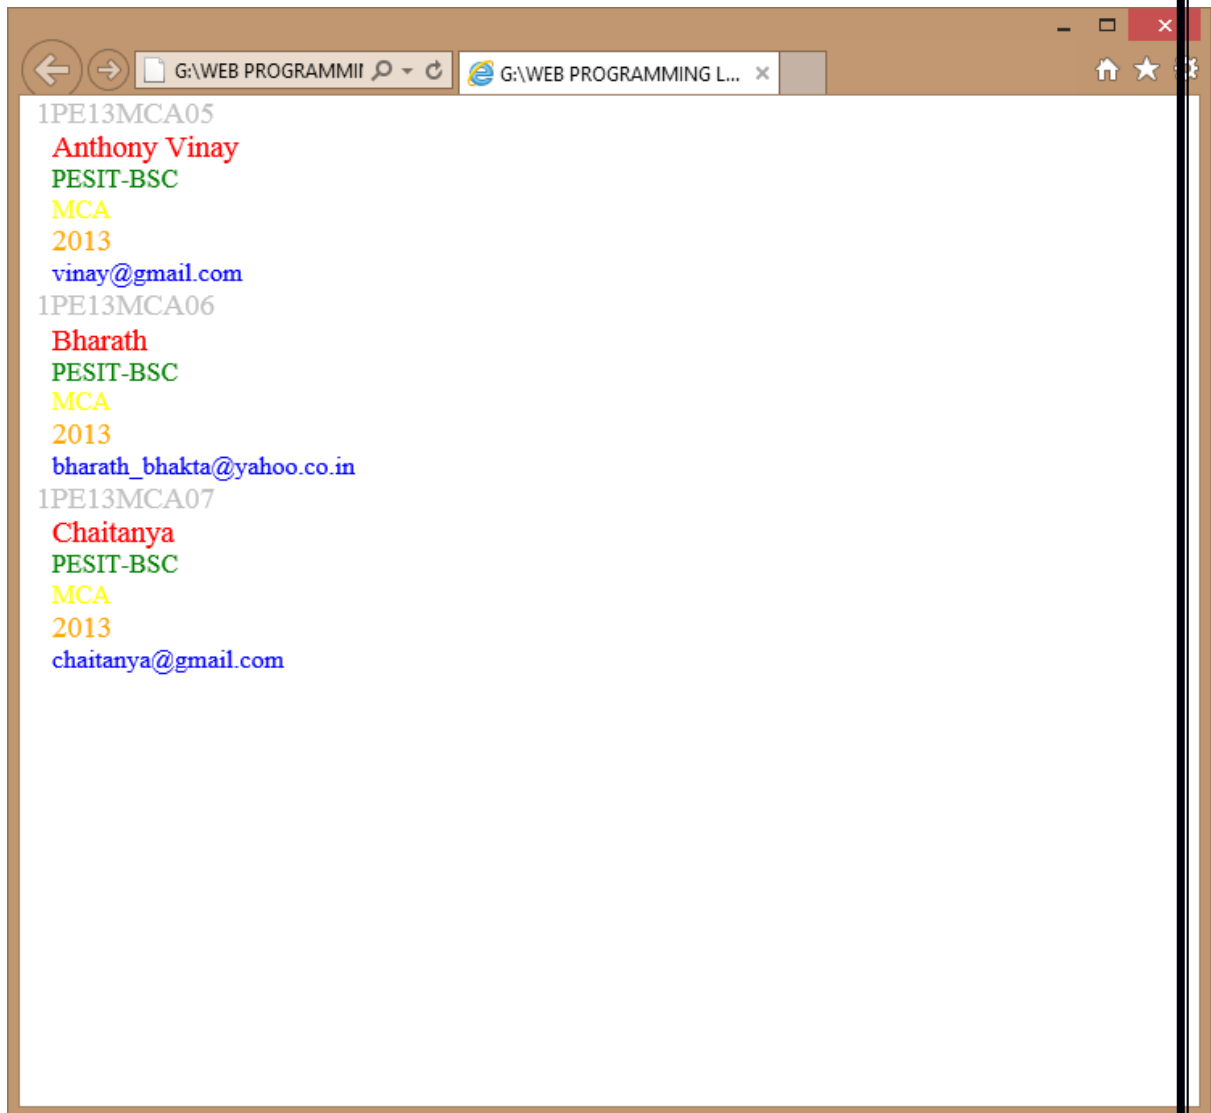 G:\WEB PROGRAMMII
G:\WEB PROGRAMMING L...
1PE13MCA05
Anthony Vinay
PESIT-BSC
MCA
2013
vinay@gmail.com
1PE13MCA06
Bharath
PESIT-BSC
MCA
2013
bharath_bhakta@yahoo.co.in
1PE13MCA07
Chaitanya
PESIT-BSC
MCA
2013
chaitanya@gmail.com